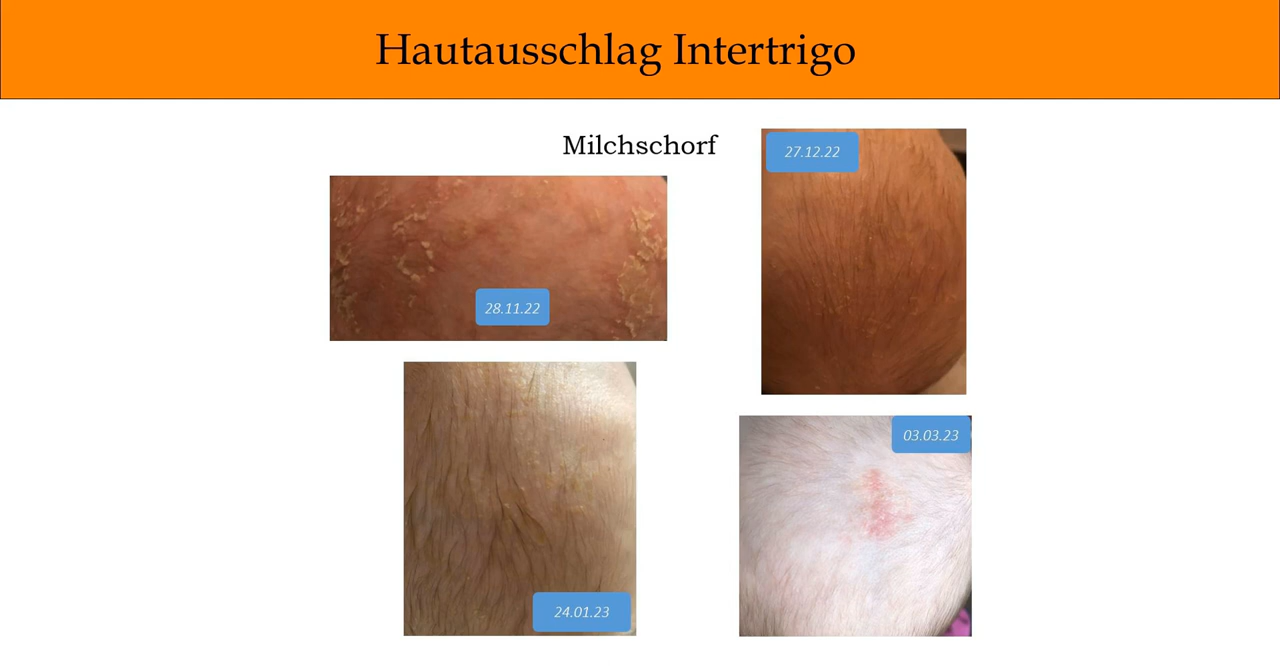 Hautausschlag Intertrigo
Milchschorf
27.12.22
28.11.22
24.01.23
03.03.23